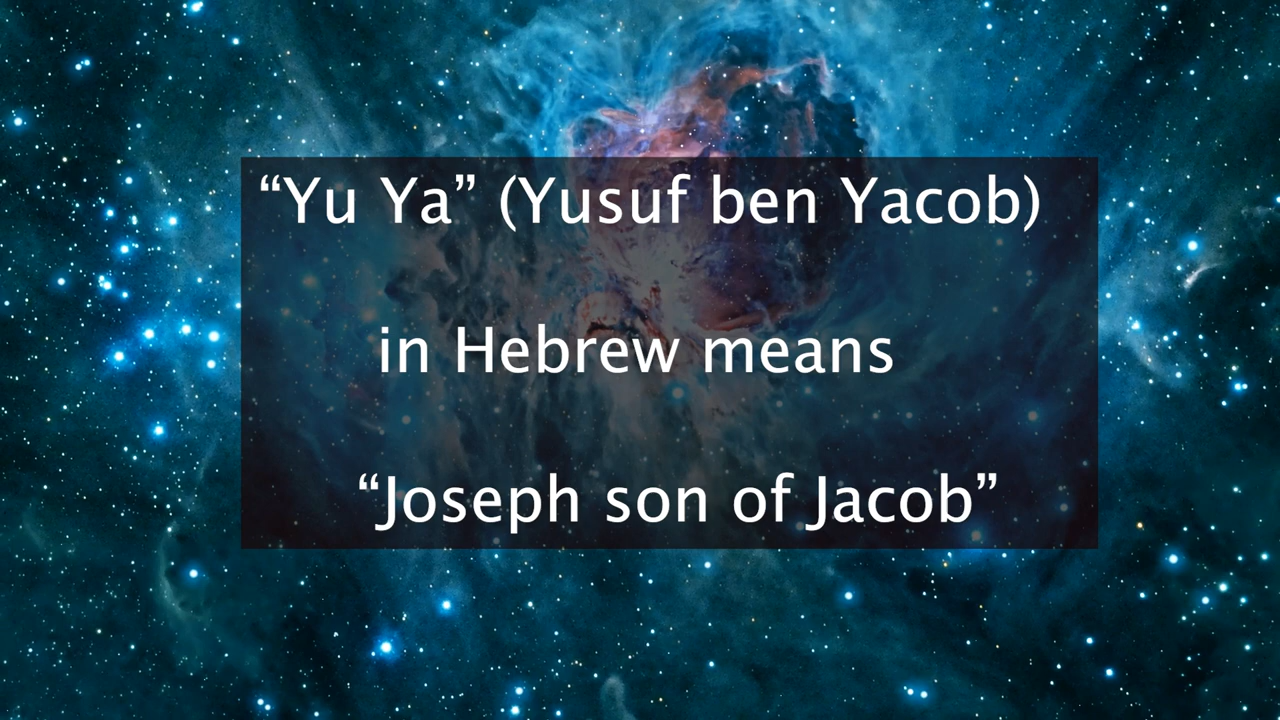 “Yu Ya” (Yusuf ben Yacob)
in Hebrew means
“Joseph son of Jacob”